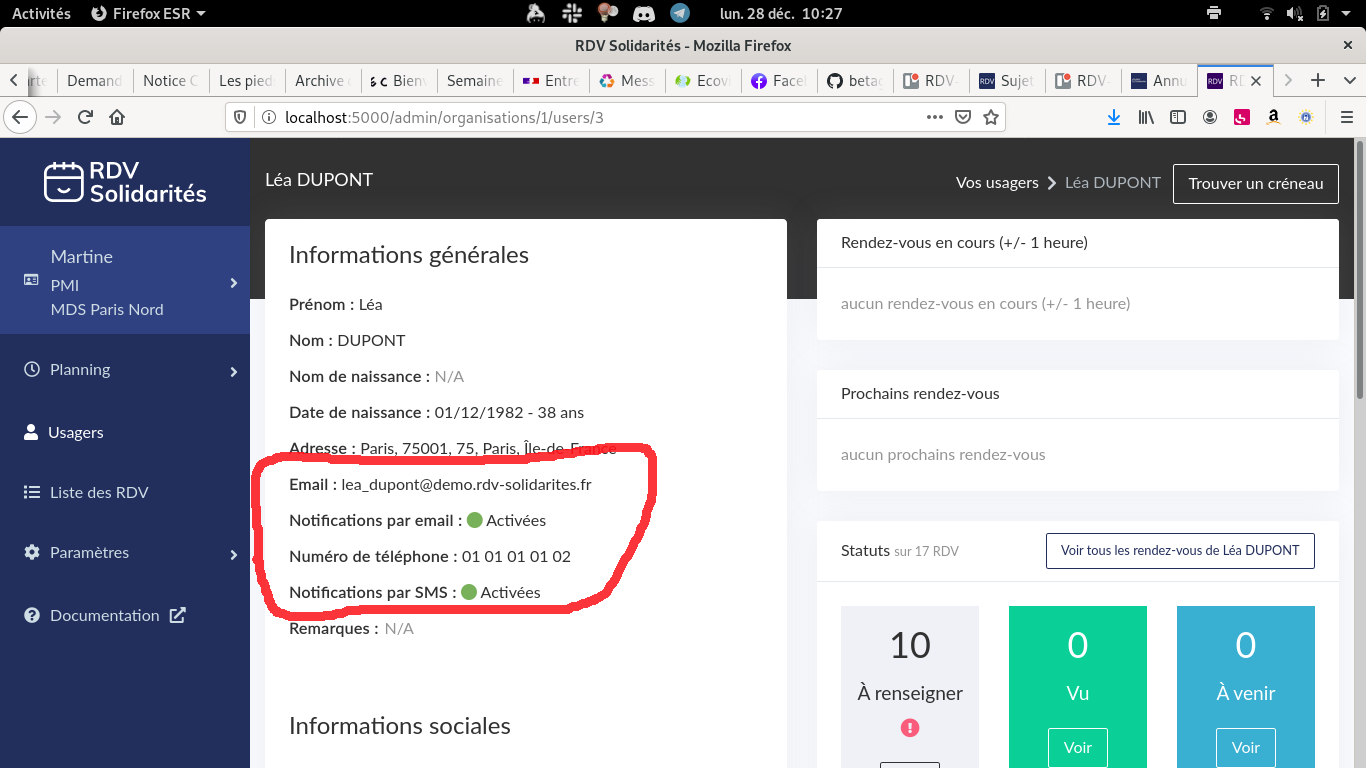 Activités Firefox ESR lun. 28 déc. 10:27
RDV Solidarités - Mozilla Firefox
Demand Notice C Les pied Archive Bienv Semaine Entre Mess Ecovi Faceb betag RDV- Sujet RDV- Annu
localhost:5000/admin/organisations/1/users/3
RDV
Solidarités
Martine
PMI
MDS Paris Nord
Planning
Usagers
Liste des RDV
Paramètres
Documentation
Léa DUPONT
Vos usagers Léa DUPONT
Trouver un créneau
Informations générales
Prénom : Léa
Nom : DUPONT
Nom de naissance : N/A
Date de naissance : 01/12/1982 - 38 ans
Adresse : Paris, 75001, 75, Paris, Île-de-France
Email : lea_dupont@demo.rdv-solidarites.fr
Notifications par email : Activées
Numéro de téléphone : 01 01 01 01 02
Notifications par SMS : Activées
Remarques : N/A
Informations sociales
Rendez-vous en cours (+/- 1 heure)
aucun rendez-vous en cours (+/- 1 heure)
Prochains rendez-vous
aucun prochains rendez-vous
Statuts sur 17 RDV
Voir tous les rendez-vous de Léa DUPONT
10
À renseigner
0
Vu
Voir
0
À venir
Voir